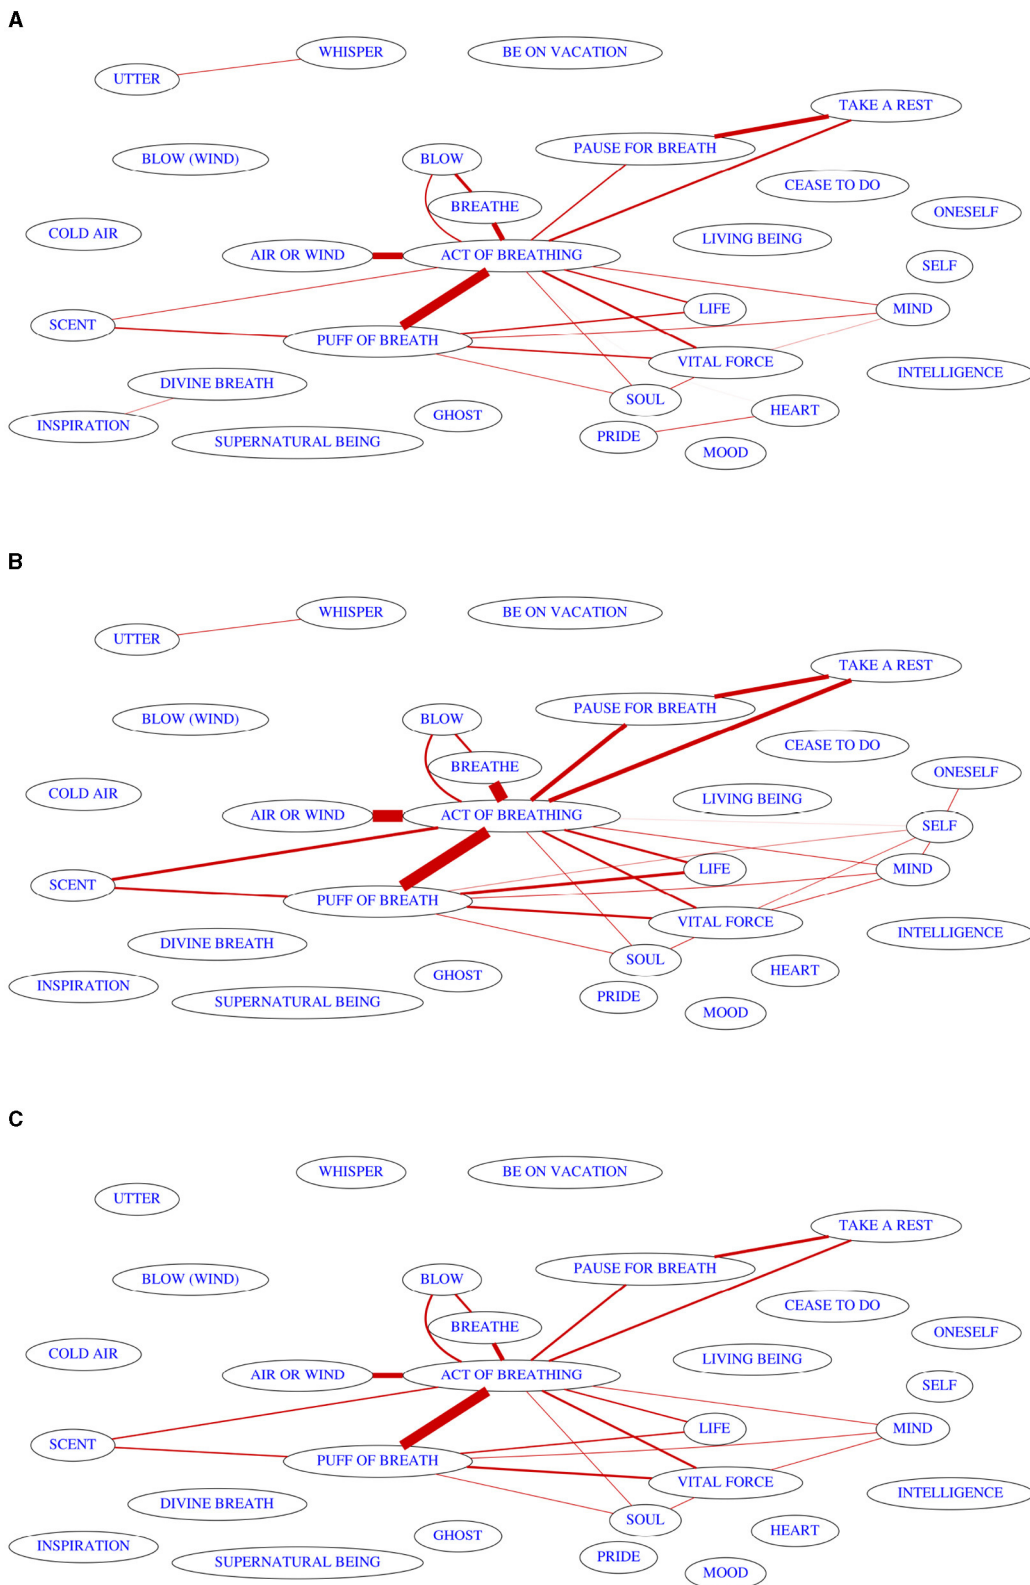 A
WHISPER
BE ON VACATION
UTTER
TAKE A REST
PAUSE FOR BREATH
BLOW (WIND)
BLOW
CEASE TO DO
BREATHE
ONESELF
COLD AIR
LIVING BEING
AIR OR WIND
ACT OF BREATHING
SELF
LIFE
MIND
SCENT
PUFF OF BREATH
VITAL FORCE
INTELLIGENCE
DIVINE BREATH
SOUL
HEART
GHOST
INSPIRATION
PRIDE
SUPERNATURAL BEING
MOOD
B
WHISPER
BE ON VACATION
UTTER
TAKE A REST
PAUSE FOR BREATH
BLOW (WIND)
BLOW
CEASE TO DO
BREATHE
ONESELF
COLD AIR
LIVING BEING
AIR OR WIND
ACT OF BREATHING
SELF
LIFE
MIND
SCENT
PUFF OF BREATH
VITAL FORCE
INTELLIGENCE
DIVINE BREATH
SOUL
HEART
GHOST
INSPIRATION
PRIDE
SUPERNATURAL BEING
MOOD
C
WHISPER
BE ON VACATION
UTTER
TAKE A REST
PAUSE FOR BREATH
BLOW (WIND)
BLOW
CEASE TO DO
BREATHE
ONESELF
COLD AIR
LIVING BEING
AIR OR WIND
ACT OF BREATHING
SELF
LIFE
MIND
SCENT
PUFF OF BREATH
VITAL FORCE
INTELLIGENCE
DIVINE BREATH
SOUL
HEART
GHOST
INSPIRATION
PRIDE
SUPERNATURAL BEING
MOOD